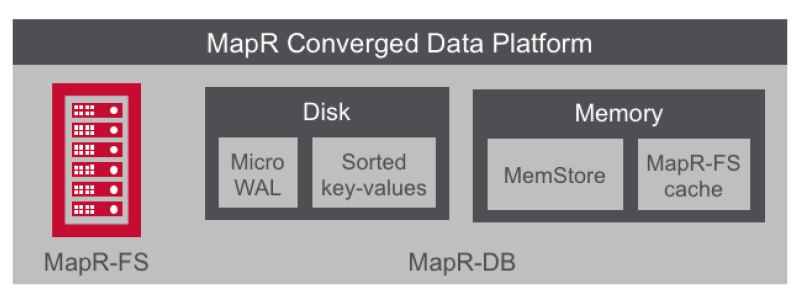 MapR Converged Data Platform
Disk
Memory
Micro
WAL
Sorted
key-values
MemStore
MapR-FS
cache
MapR-FS
MapR-DB